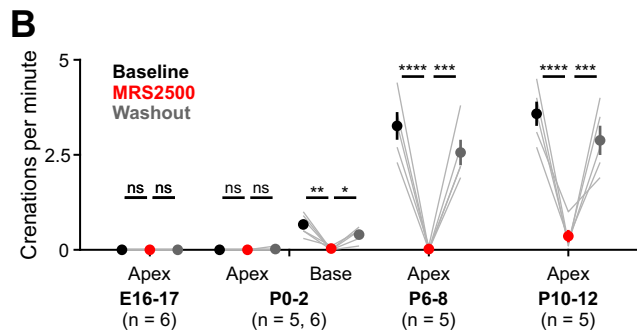 B
5
2.5
0
Crenations per minute
Baseline
MRS2500
Washout
ns ns
ns ns
** *
**** ***
**** ***
Apex Apex Base Apex Apex
E16-17 P0-2 P6-8 P10-12
(n = 6) (n = 5, 6) (n = 5) (n = 5)